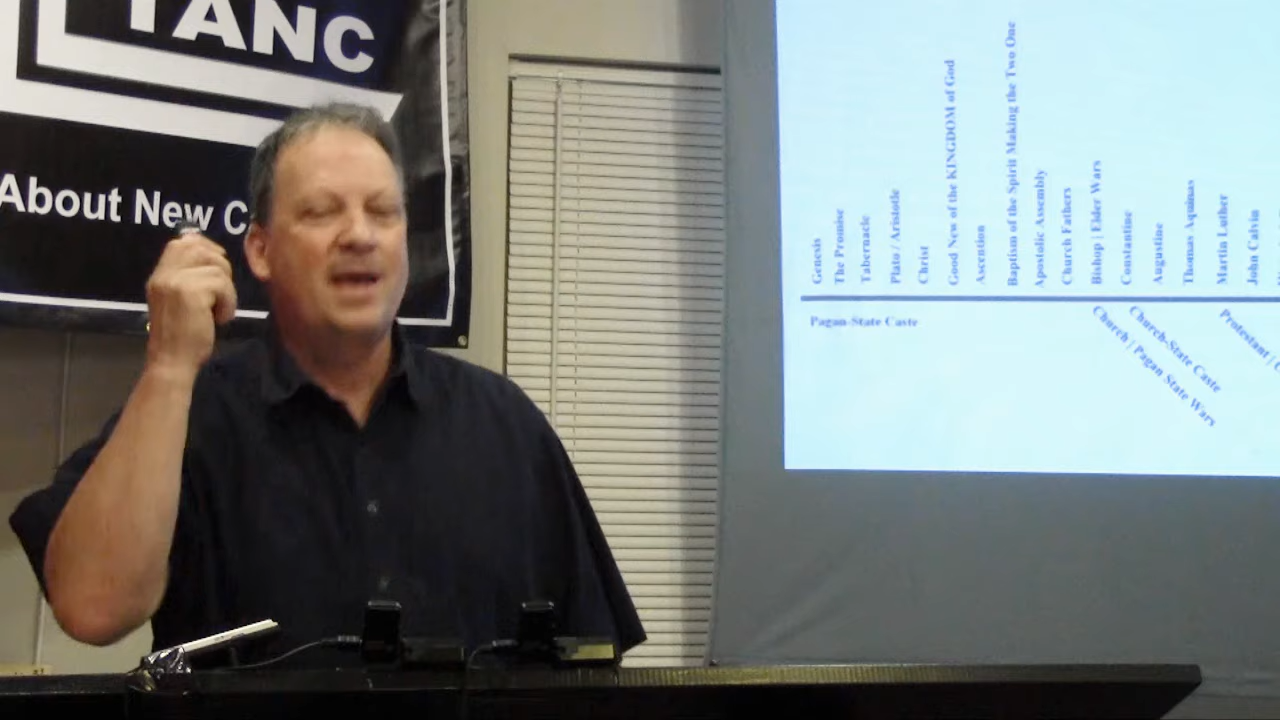 TANC
About New C
Genesis
The Promise
Tabernacle
Plato / Aristotle
Christ
Good New of the KINGDOM of God
Ascention
Baptism of the Spirit Making the Two One
Apostolic Assembly
Church Fathers
Bishop | Elder Wars
Constantine
Augustine
Thomas Aquinas
Martin Luther
John Calvin
Pagan-State Caste
Church | Pagan State Wars
Church-State Caste
Protestant |